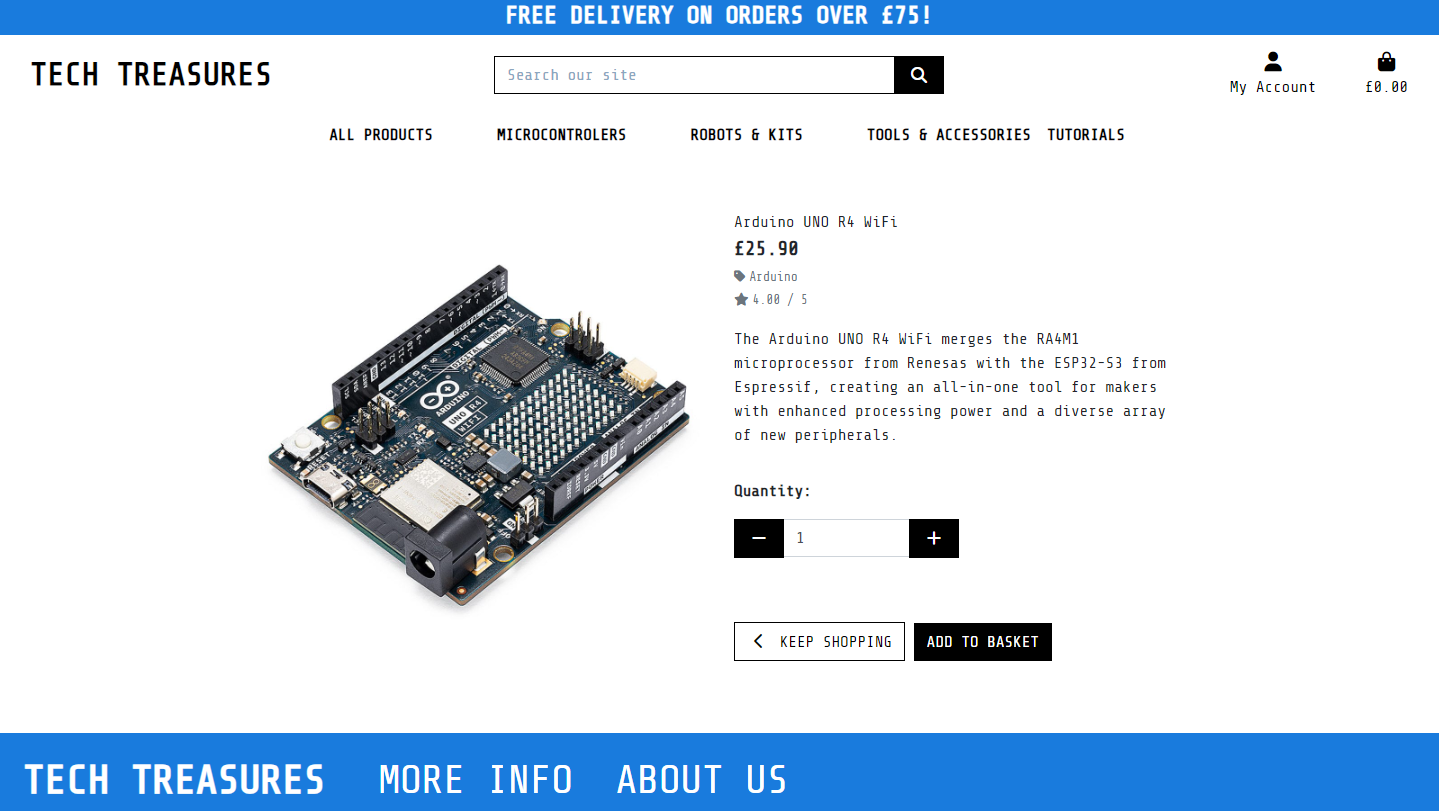 FREE DELIVERY ON ORDERS OVER £75!
TECH TREASURES
Search our site
My Account
£0.00
ALL PRODUCTS
MICROCONTROLERS
ROBOTS & KITS
TOOLS & ACCESSORIES
TUTORIALS
ARDUINO
UNO R4
WIFI
Arduino UNO R4 WiFi
£25.90
Arduino
4.00 / 5
The Arduino UNO R4 WiFi merges the RA4M1
microprocessor from Renesas with the ESP32-S3 from
Espressif, creating an all-in-one tool for makers
with enhanced processing power and a diverse array
of new peripherals.
Quantity:
1
KEEP SHOPPING
ADD TO BASKET
TECH TREASURES
MORE INFO
ABOUT US